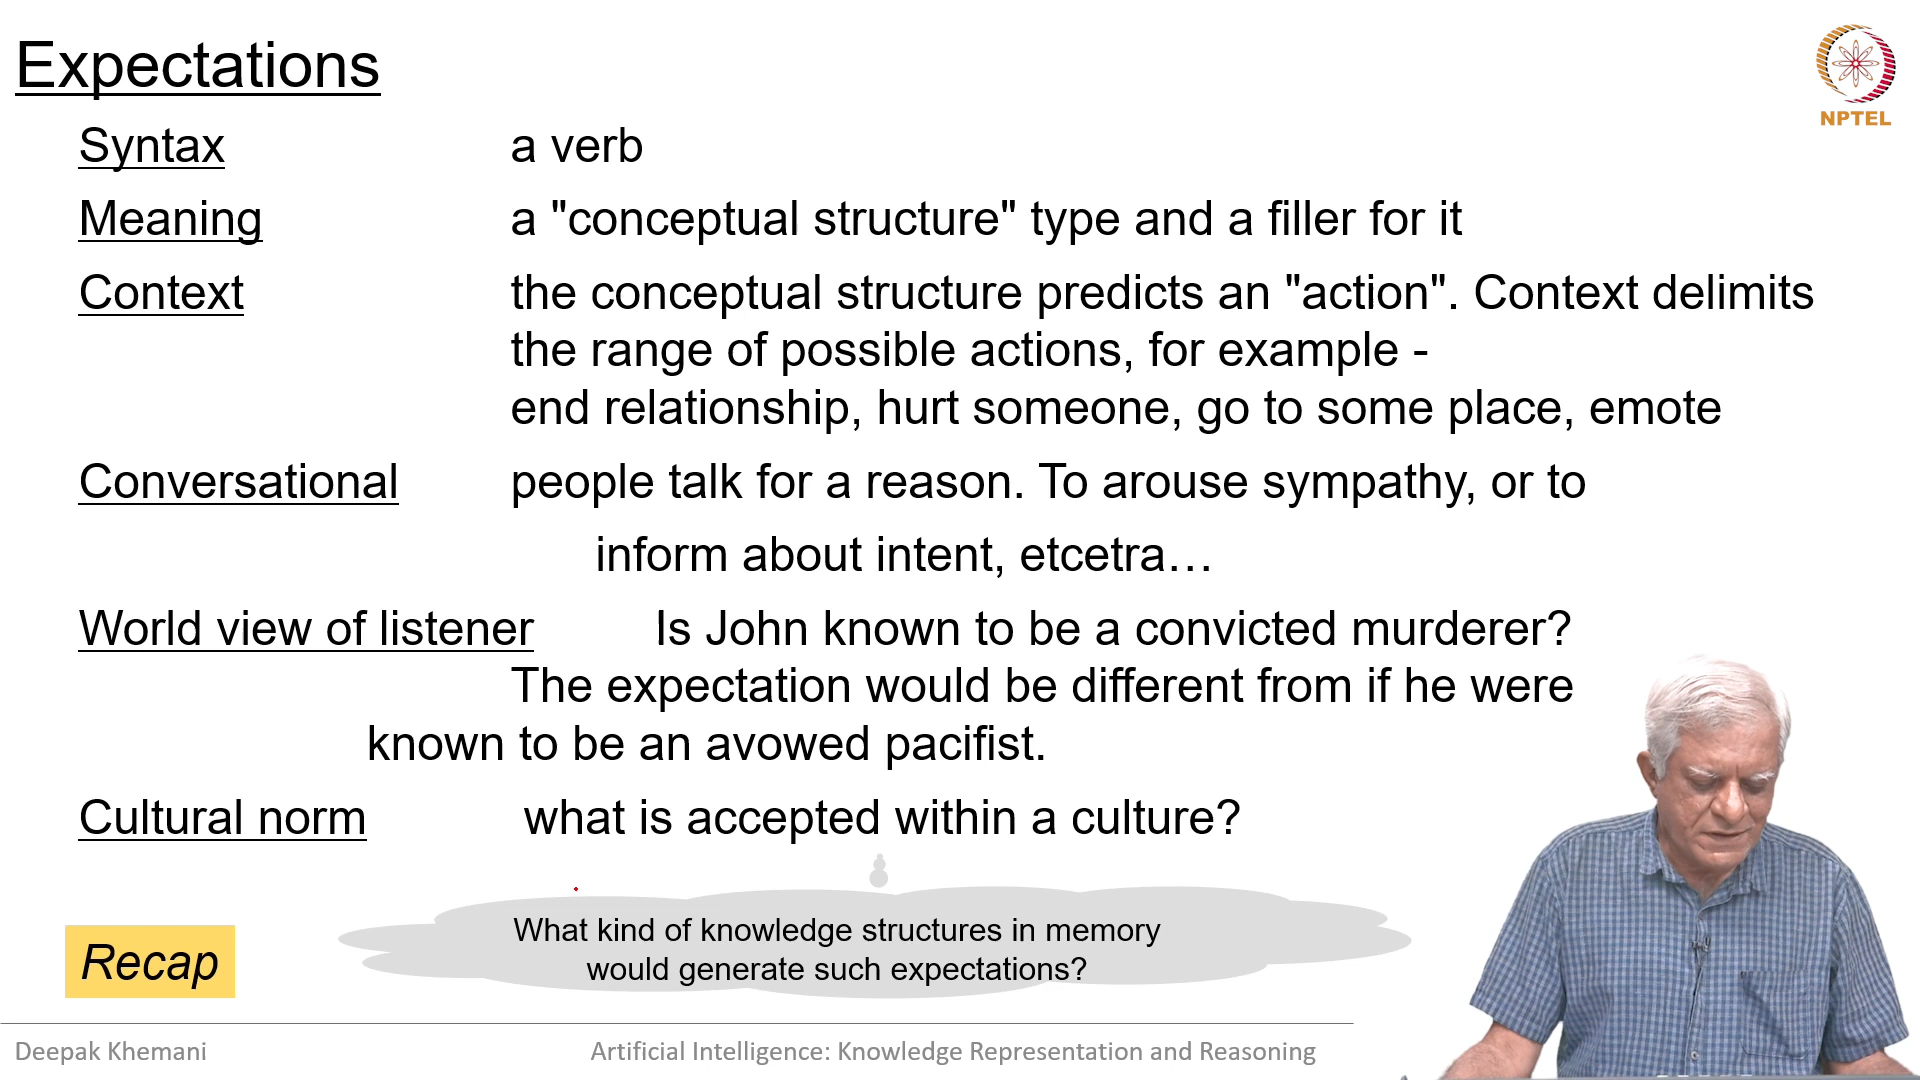 Expectations
NPTEL
Syntax a verb
Meaning a "conceptual structure" type and a filler for it
Context the conceptual structure predicts an "action". Context delimits
the range of possible actions, for example -
end relationship, hurt someone, go to some place, emote
Conversational people talk for a reason. To arouse sympathy, or to
inform about intent, etcetra…
World view of listener Is John known to be a convicted murderer?
The expectation would be different from if he were
known to be an avowed pacifist.
Cultural norm what is accepted within a culture?
What kind of knowledge structures in memory
would generate such expectations?
Recap
Deepak Khemani Artificial Intelligence: Knowledge Representation and Reasoning